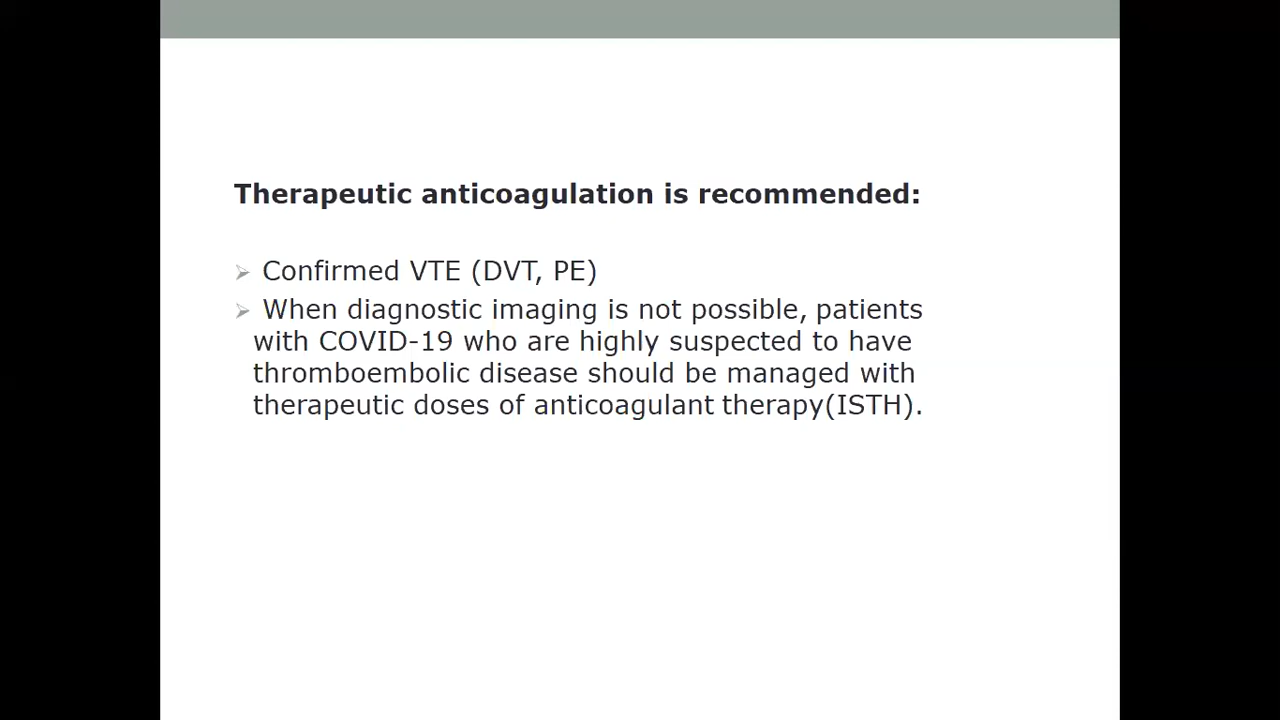 Therapeutic anticoagulation is recommended:
Confirmed VTE (DVT, PE)
When diagnostic imaging is not possible, patients
with COVID-19 who are highly suspected to have
thromboembolic disease should be managed with
therapeutic doses of anticoagulant therapy(ISTH).